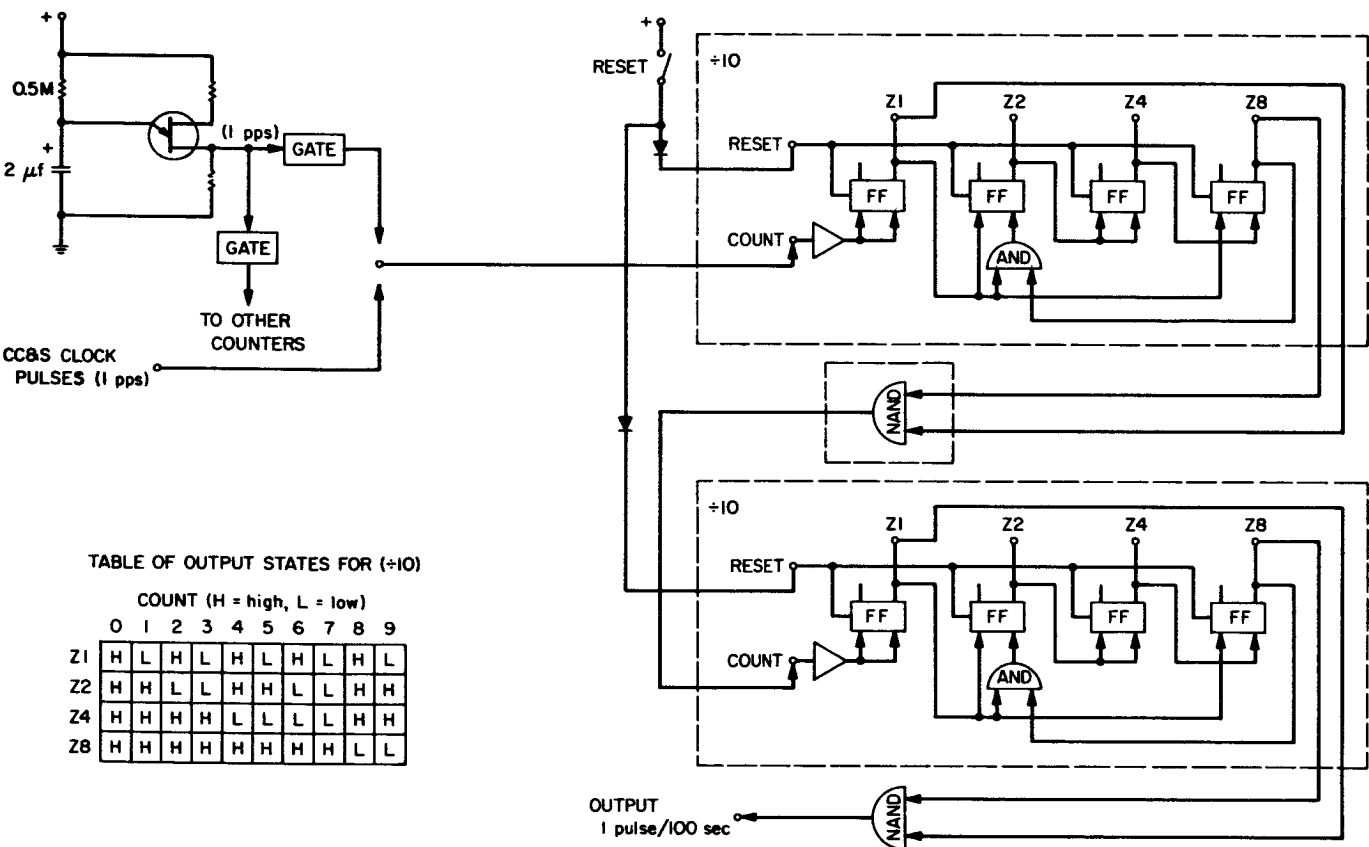 +
0.5M
+
2 μf
(1 pps)
GATE
GATE
TO OTHER
COUNTERS
CC&S CLOCK
PULSES (1 pps)
+
RESET
÷10
Z1 Z2 Z4 Z8
RESET
FF FF FF FF
COUNT
AND
NAND
÷10
Z1 Z2 Z4 Z8
RESET
FF FF FF FF
COUNT
AND
NAND
OUTPUT
1 pulse/100 sec
TABLE OF OUTPUT STATES FOR (÷10)
COUNT (H = high, L = low)
0 1 2 3 4 5 6 7 8 9
Z1 H L H L H L H L H L
Z2 H H L L H H L L H H
Z4 H H H H L L L L H H
Z8 H H H H H H H H L L